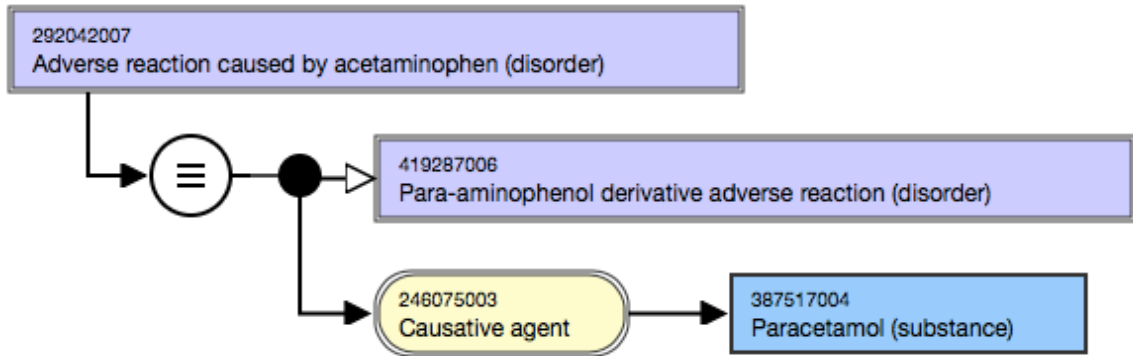 292042007
Adverse reaction caused by acetaminophen (disorder)
419287006
Para-aminophenol derivative adverse reaction (disorder)
246075003
Causative agent
387517004
Paracetamol (substance)